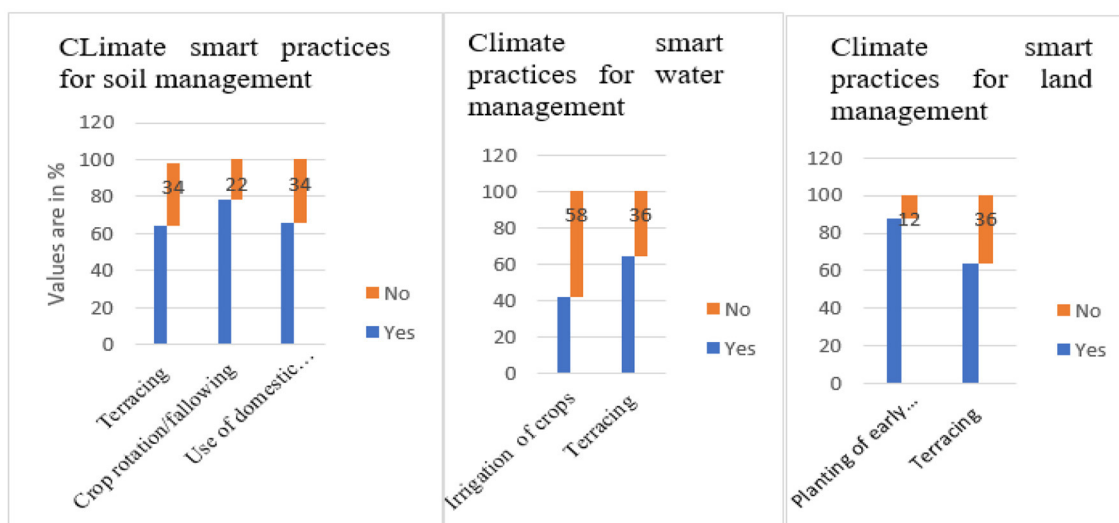 CLimate smart practices
for soil management
120
100
80
60
40
20
0
Values are in %
34
22
34
No
Yes
Terracing
Crop rotation/fallowing
Use of domestic...
Climate smart
practices for water
management
120
100
80
60
40
20
0
58
36
No
Yes
Irrigation of crops
Terracing
Climate smart
practices for land
management
120
100
80
60
40
20
0
12
36
No
Yes
Planting of early...
Terracing